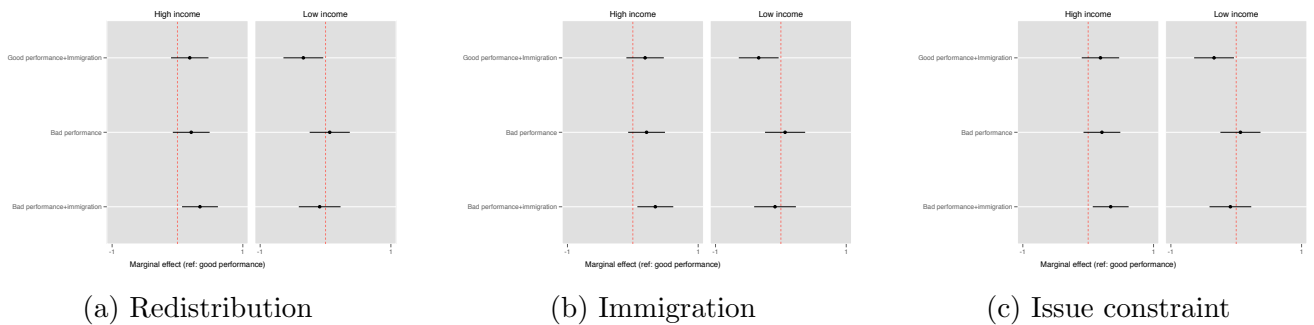 High income Low income
Good performance+Immigration
Bad performance
Bad performance+immigration
-1 1 -1 1
Marginal effect (ref: good performance)
(a) Redistribution
High income Low income
Good performance+Immigration
Bad performance
Bad performance+immigration
-1 1 -1 1
Marginal effect (ref: good performance)
(b) Immigration
High income Low income
Good performance+Immigration
Bad performance
Bad performance+immigration
-1 1 -1 1
Marginal effect (ref: good performance)
(c) Issue constraint